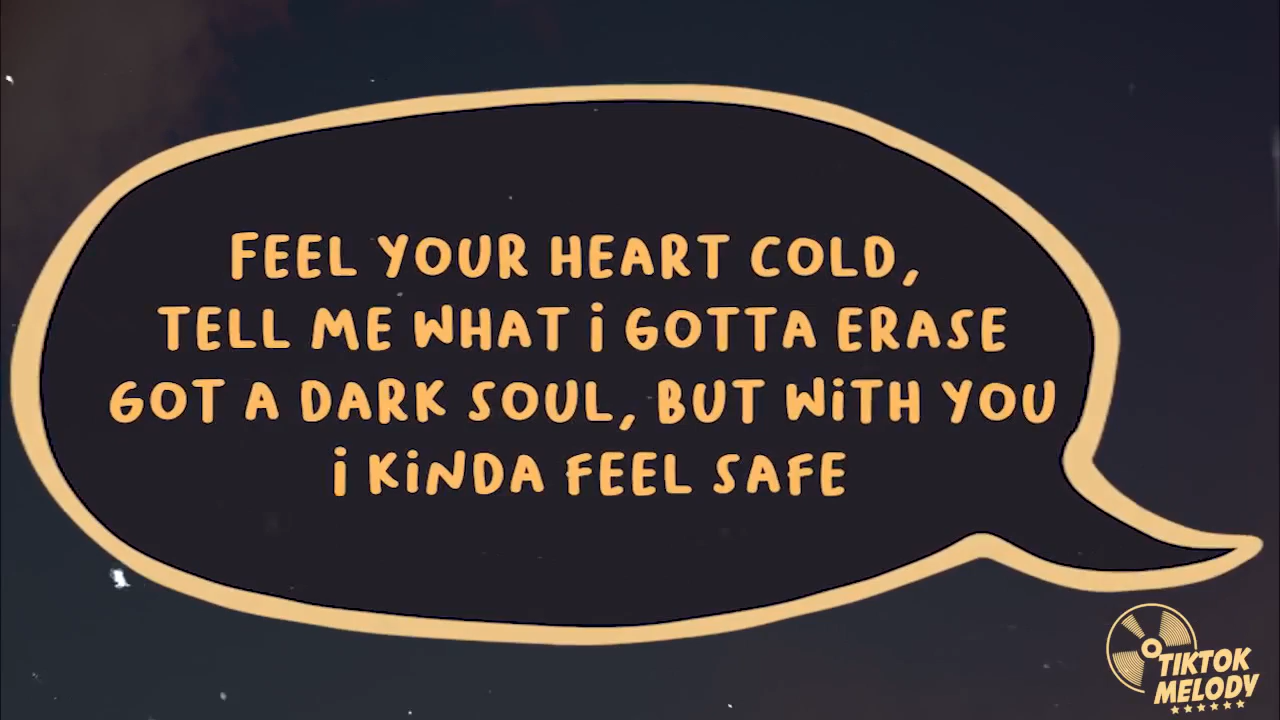 FEEL YOUR HEART COLD,
TELL ME WHAT i GOTTA ERASE
GOT A DARK SOUL, BUT WiTH YOU
i KiNDA FEEL SAFE
TIKTOK
MELODY